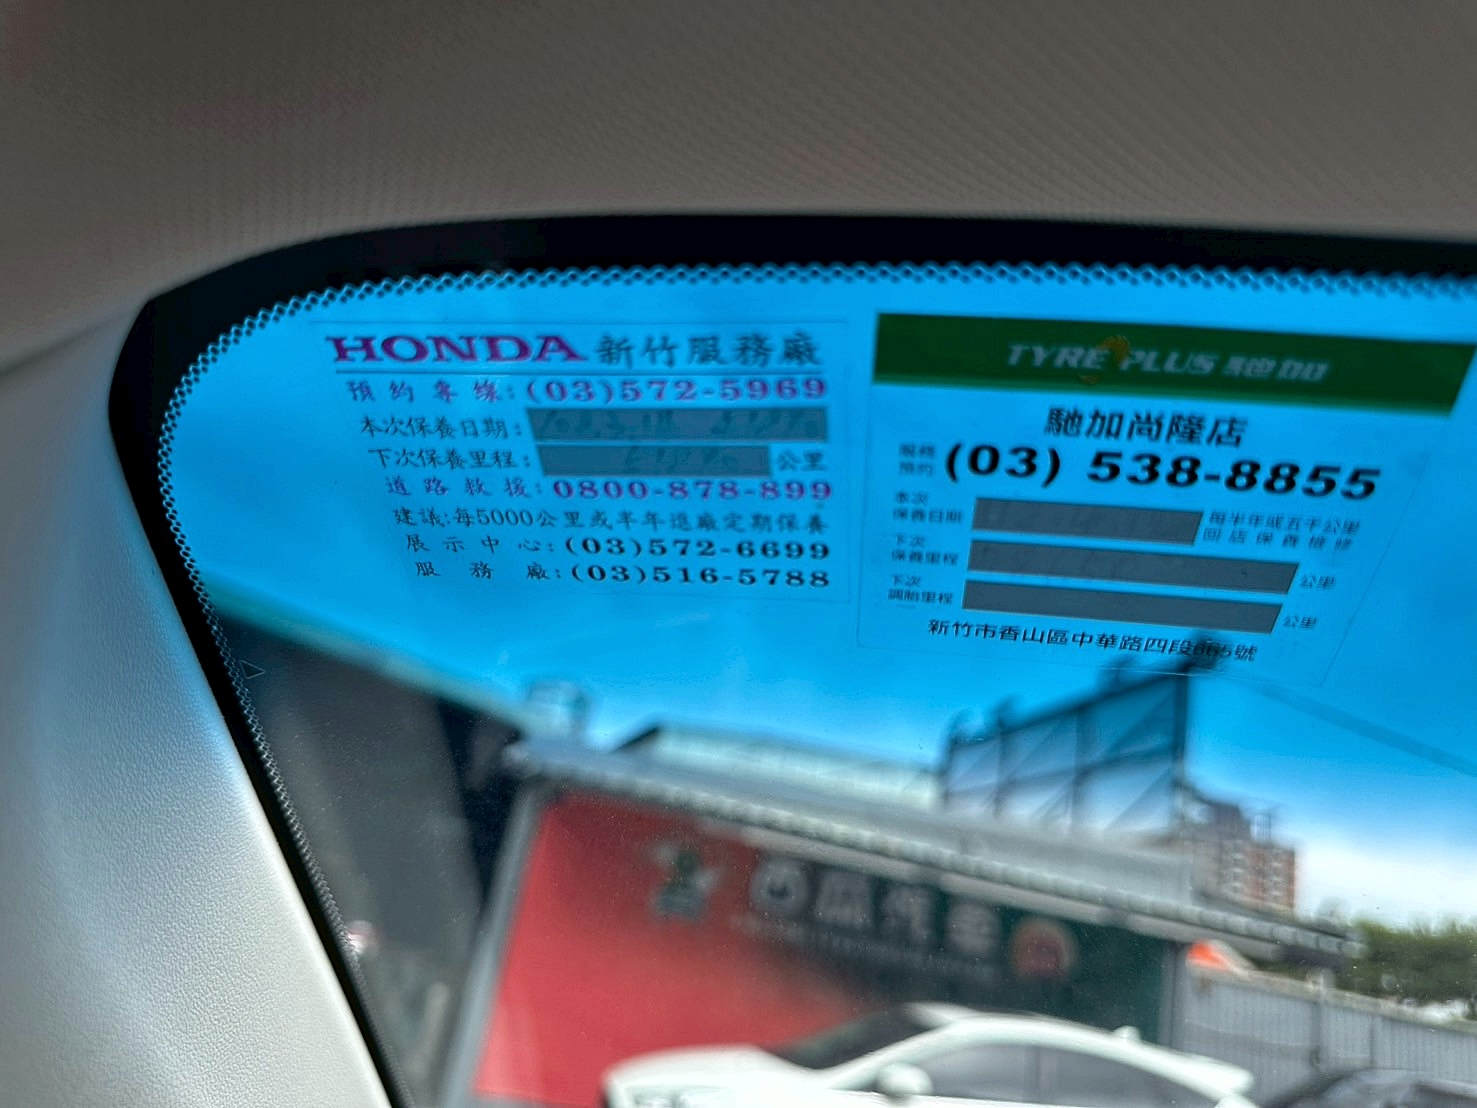 HONDA 新竹服務廠
預約專線:(03)572-5969
本次保養日期:
下次保養里程: 公里
道路救援:0800-878-899
建議:每5000公里或半年進廠定期保養
展示中心:(03)572-6699
服務廠:(03)516-5788
TYRE PLUS 馳加
馳加尚隆店
服務預約 (03) 538-8855
本次保養日期 每半年或五千公里回店保養檢修
下次保養里程 公里
下次調胎里程 公里
新竹市香山區中華路四段665號
西瓜汽車